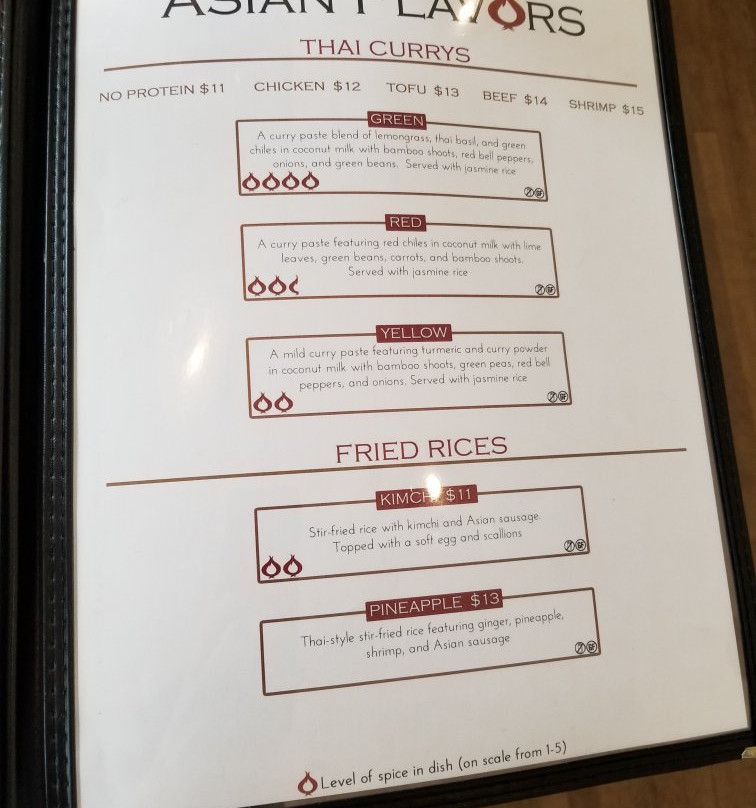 ASIAN FLAVORS
THAI CURRYS
NO PROTEIN $11 CHICKEN $12 TOFU $13 BEEF $14 SHRIMP $15
GREEN
A curry paste blend of lemongrass, thai basil, and green
chiles in coconut milk with bamboo shoots, red bell peppers,
onions, and green beans. Served with jasmine rice
RED
A curry paste featuring red chiles in coconut milk with lime
leaves, green beans, carrots, and bamboo shoots.
Served with jasmine rice
YELLOW
A mild curry paste featuring turmeric and curry powder
in coconut milk with bamboo shoots, green peas, red bell
peppers, and onions. Served with jasmine rice
FRIED RICES
KIMCHI $11
Stir-fried rice with kimchi and Asian sausage
Topped with a soft egg and scallions
PINEAPPLE $13
Thai-style stir-fried rice featuring ginger, pineapple,
shrimp, and Asian sausage
Level of spice in dish (on scale from 1-5)